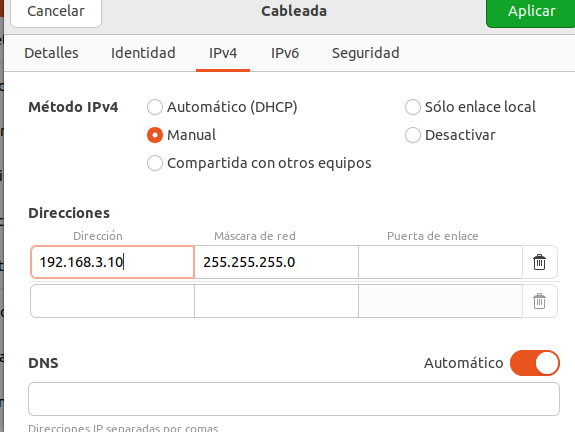 Cancelar Cableada Aplicar
Detalles Identidad IPv4 IPv6 Seguridad
Método IPv4 Automático (DHCP) Sólo enlace local
Manual Desactivar
Compartida con otros equipos
Direcciones
Dirección Máscara de red Puerta de enlace
192.168.3.10 255.255.255.0
DNS Automático
Direcciones IP separadas por comas